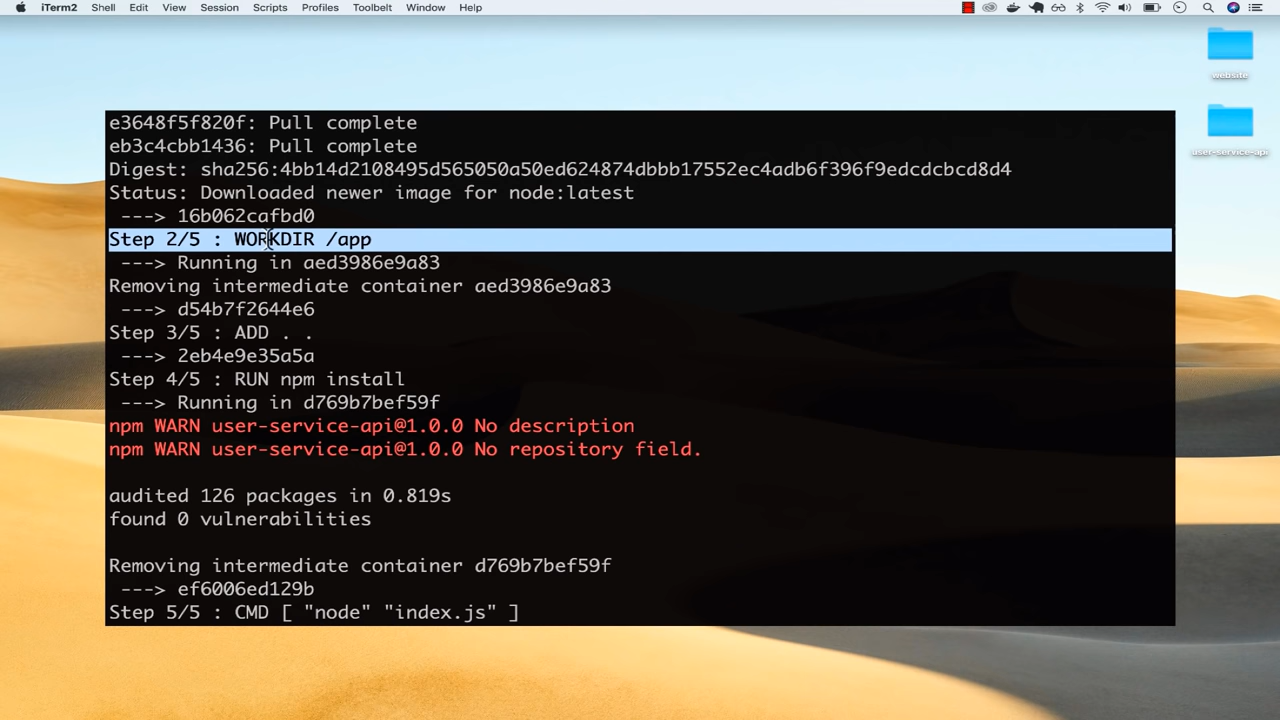 iTerm2 Shell Edit View Session Scripts Profiles Toolbelt Window Help
website
user-service-api
e3648f5f820f: Pull complete
eb3c4cbb1436: Pull complete
Digest: sha256:4bb14d2108495d565050a50ed624874dbbb17552ec4adb6f396f9edcdcbcd8d4
Status: Downloaded newer image for node:latest
---> 16b062cafbd0
Step 2/5 : WORKDIR /app
---> Running in aed3986e9a83
Removing intermediate container aed3986e9a83
---> d54b7f2644e6
Step 3/5 : ADD . .
---> 2eb4e9e35a5a
Step 4/5 : RUN npm install
---> Running in d769b7bef59f
npm WARN user-service-api@1.0.0 No description
npm WARN user-service-api@1.0.0 No repository field.
audited 126 packages in 0.819s
found 0 vulnerabilities
Removing intermediate container d769b7bef59f
---> ef6006ed129b
Step 5/5 : CMD [ "node" "index.js" ]